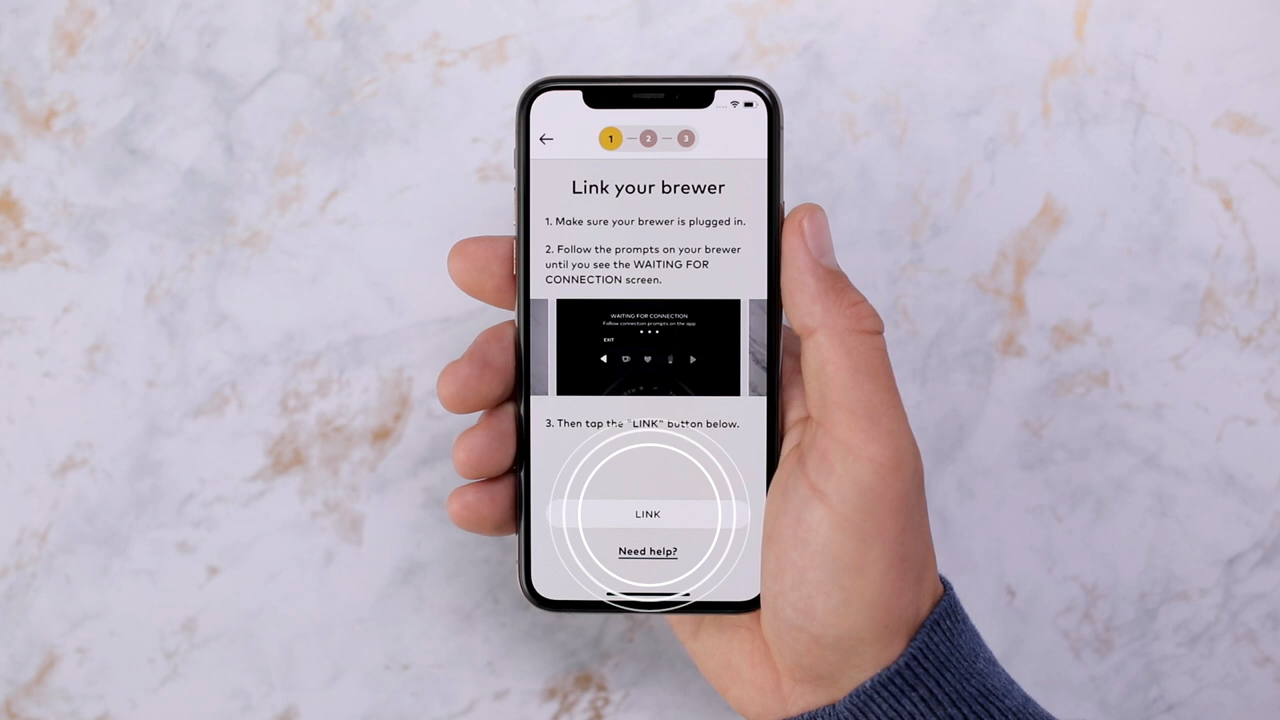 1 2 3
Link your brewer
1. Make sure your brewer is plugged in.
2. Follow the prompts on your brewer
until you see the WAITING FOR
CONNECTION screen.
WAITING FOR CONNECTION
Follow connection prompts on the app
EXIT
3. Then tap the "LINK" button below.
LINK
Need help?